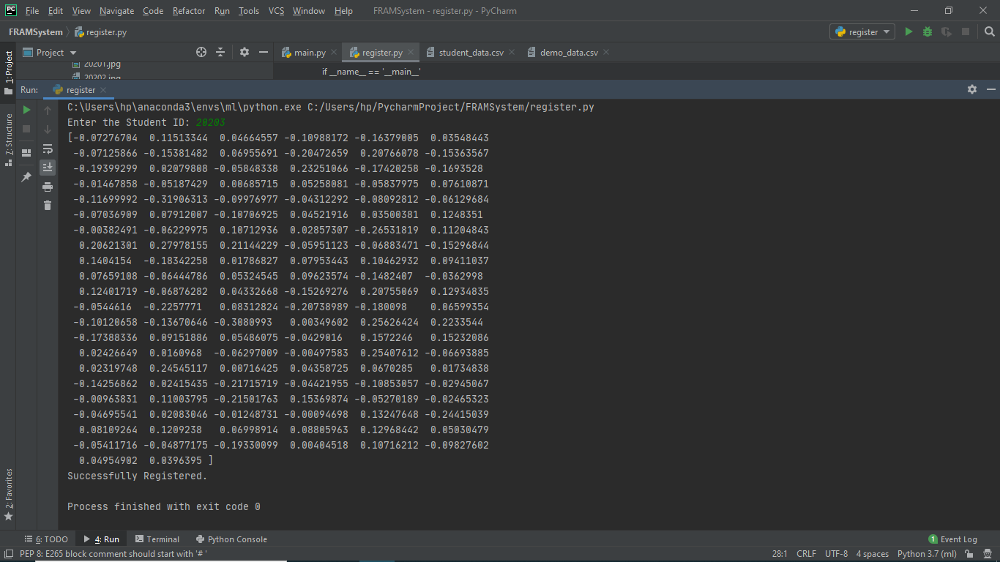 PC File Edit View Navigate Code Refactor Run Tools VCS Window Help FRAMSystem - register.py - PyCharm
FRAMSystem register.py register
1: Project Project main.py register.py student_data.csv demo_data.csv
20201.jpg
20202.jpg
if __name__ == '__main__'
Run: register
C:\Users\hp\anaconda3\envs\ml\python.exe C:/Users/hp/PycharmProject/FRAMSystem/register.py
Enter the Student ID: 20203
[-0.07276704 0.11513344 0.04664557 -0.10988172 -0.16379005 0.03548443
-0.07125866 -0.15381482 0.06955691 -0.20472659 0.20766078 -0.15363567
-0.19399299 0.02079808 -0.05848338 0.23251066 -0.17420258 -0.1693528
-0.01467858 -0.05187429 0.00685715 0.05258081 -0.05837975 0.07610871
-0.11699992 -0.31906313 -0.09976977 -0.04312292 -0.08092812 -0.06129684
-0.07036909 0.07912007 -0.10706925 0.04521916 0.03500381 0.1248351
-0.00382491 -0.06229975 0.10712936 0.02857307 -0.26531819 0.11204843
0.20621301 0.27978155 0.21144229 -0.05951123 -0.06883471 -0.15296844
0.1404154 -0.18342258 0.01786827 0.07953443 0.10462932 0.09411037
0.07659108 -0.06444786 0.05324545 0.09623574 -0.1482407 -0.0362998
0.12401719 -0.06876282 0.04332668 -0.15269276 0.20755069 0.12934835
-0.0544616 -0.2257771 0.08312824 -0.20738989 -0.180098 0.06599354
-0.10120658 -0.13670646 -0.3080993 0.00349602 0.25626424 0.2233544
-0.17388336 0.09151886 0.05486075 -0.0429016 0.1572246 0.15232086
0.02426649 0.0160968 -0.06297009 -0.00497583 0.25407612 -0.06693885
0.02319748 0.24545117 0.00716425 0.04358725 0.0670285 0.01734838
-0.14256862 0.02415435 -0.21715719 -0.04421955 -0.10853057 -0.02945067
-0.00963831 0.11003795 -0.21501763 0.15369874 -0.05270189 -0.02465323
-0.04695541 0.02083046 -0.01248731 -0.00094698 0.13247648 -0.24415039
0.08109264 0.1209238 0.06998914 0.08805963 0.12968442 0.05030479
-0.05411716 -0.04877175 -0.19330099 0.00404518 0.10716212 -0.09827602
0.04954902 0.0396395 ]
Successfully Registered.
Process finished with exit code 0
7: Structure
2: Favorites
6: TODO 4: Run Terminal Python Console 1 Event Log
PEP 8: E265 block comment should start with '# ' 28:1 CRLF UTF-8 4 spaces Python 3.7 (ml)